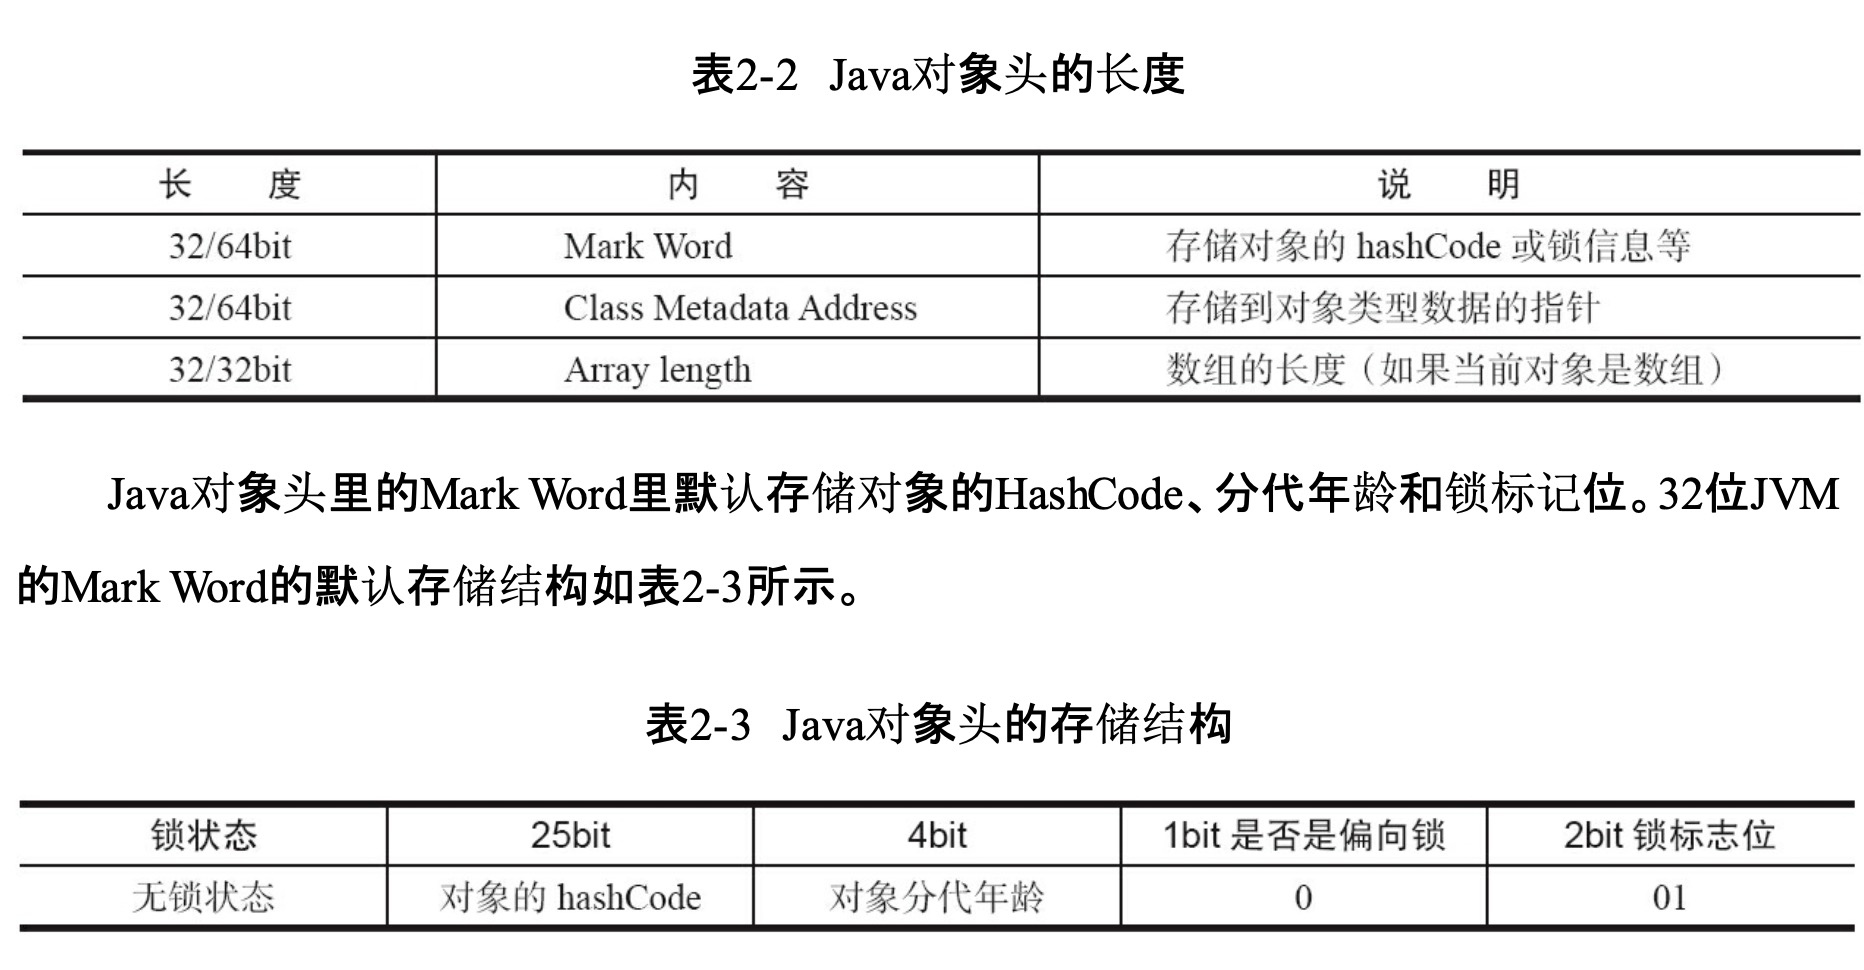 表2-2 Java对象头的长度
长 度 内 容 说 明
32/64bit Mark Word 存储对象的 hashCode 或锁信息等
32/64bit Class Metadata Address 存储到对象类型数据的指针
32/32bit Array length 数组的长度（如果当前对象是数组）
Java对象头里的Mark Word里默认存储对象的HashCode、分代年龄和锁标记位。32位JVM
的Mark Word的默认存储结构如表2-3所示。
表2-3 Java对象头的存储结构
锁状态 25bit 4bit 1bit 是否是偏向锁 2bit 锁标志位
无锁状态 对象的 hashCode 对象分代年龄 0 01